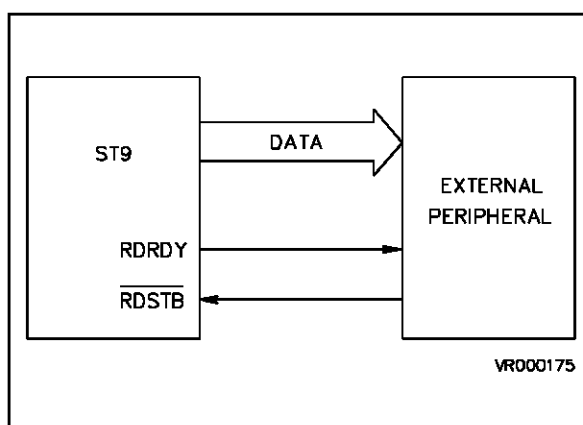 DATA
ST9
EXTERNAL
PERIPHERAL
RDRDY
RDSTB
VR000175